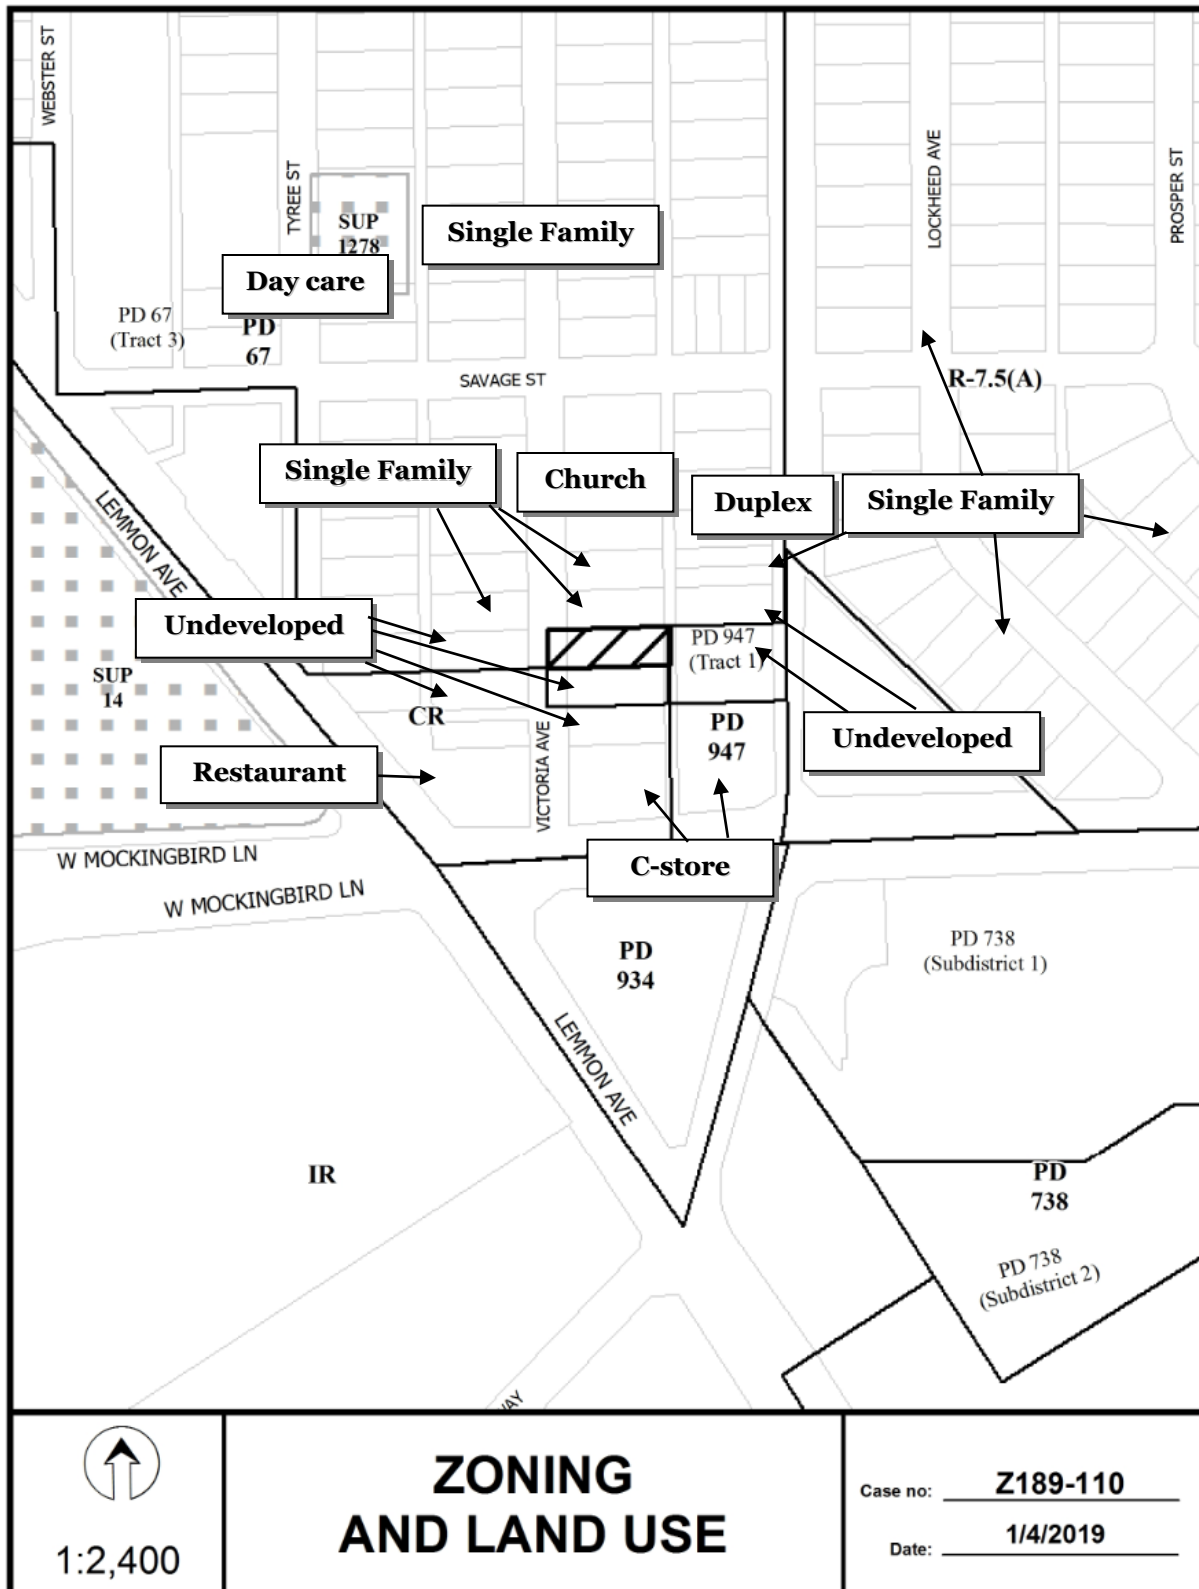 WEBSTER ST
TYREE ST
LOCKHEED AVE
PROSPER ST
SUP
1278
Single Family
Day care
PD 67
(Tract 3)
PD
67
SAVAGE ST
R-7.5(A)
Single Family
Church
Duplex
Single Family
LEMMON AVE
Undeveloped
PD 947
(Tract 1)
SUP
14
CR
PD
947
Undeveloped
Restaurant
VICTORIA AVE
W MOCKINGBIRD LN
C-store
W MOCKINGBIRD LN
PD
934
PD 738
(Subdistrict 1)
LEMMON AVE
IR
PD
738
PD 738
(Subdistrict 2)
WAY
1:2,400
ZONING
AND LAND USE
Case no: Z189-110
Date: 1/4/2019